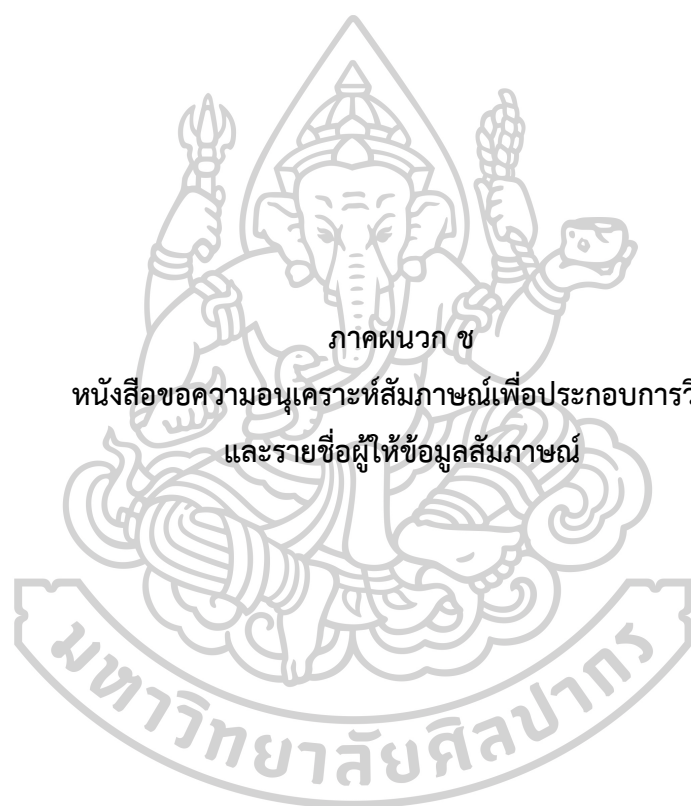 ภาคผนวก ช
หนังสือขอความอนุเคราะห์สัมภาษณ์เพื่อประกอบการวิ
และรายชื่อผู้ให้ข้อมูลสัมภาษณ์
มหาวิทยาลัยศิลปากร